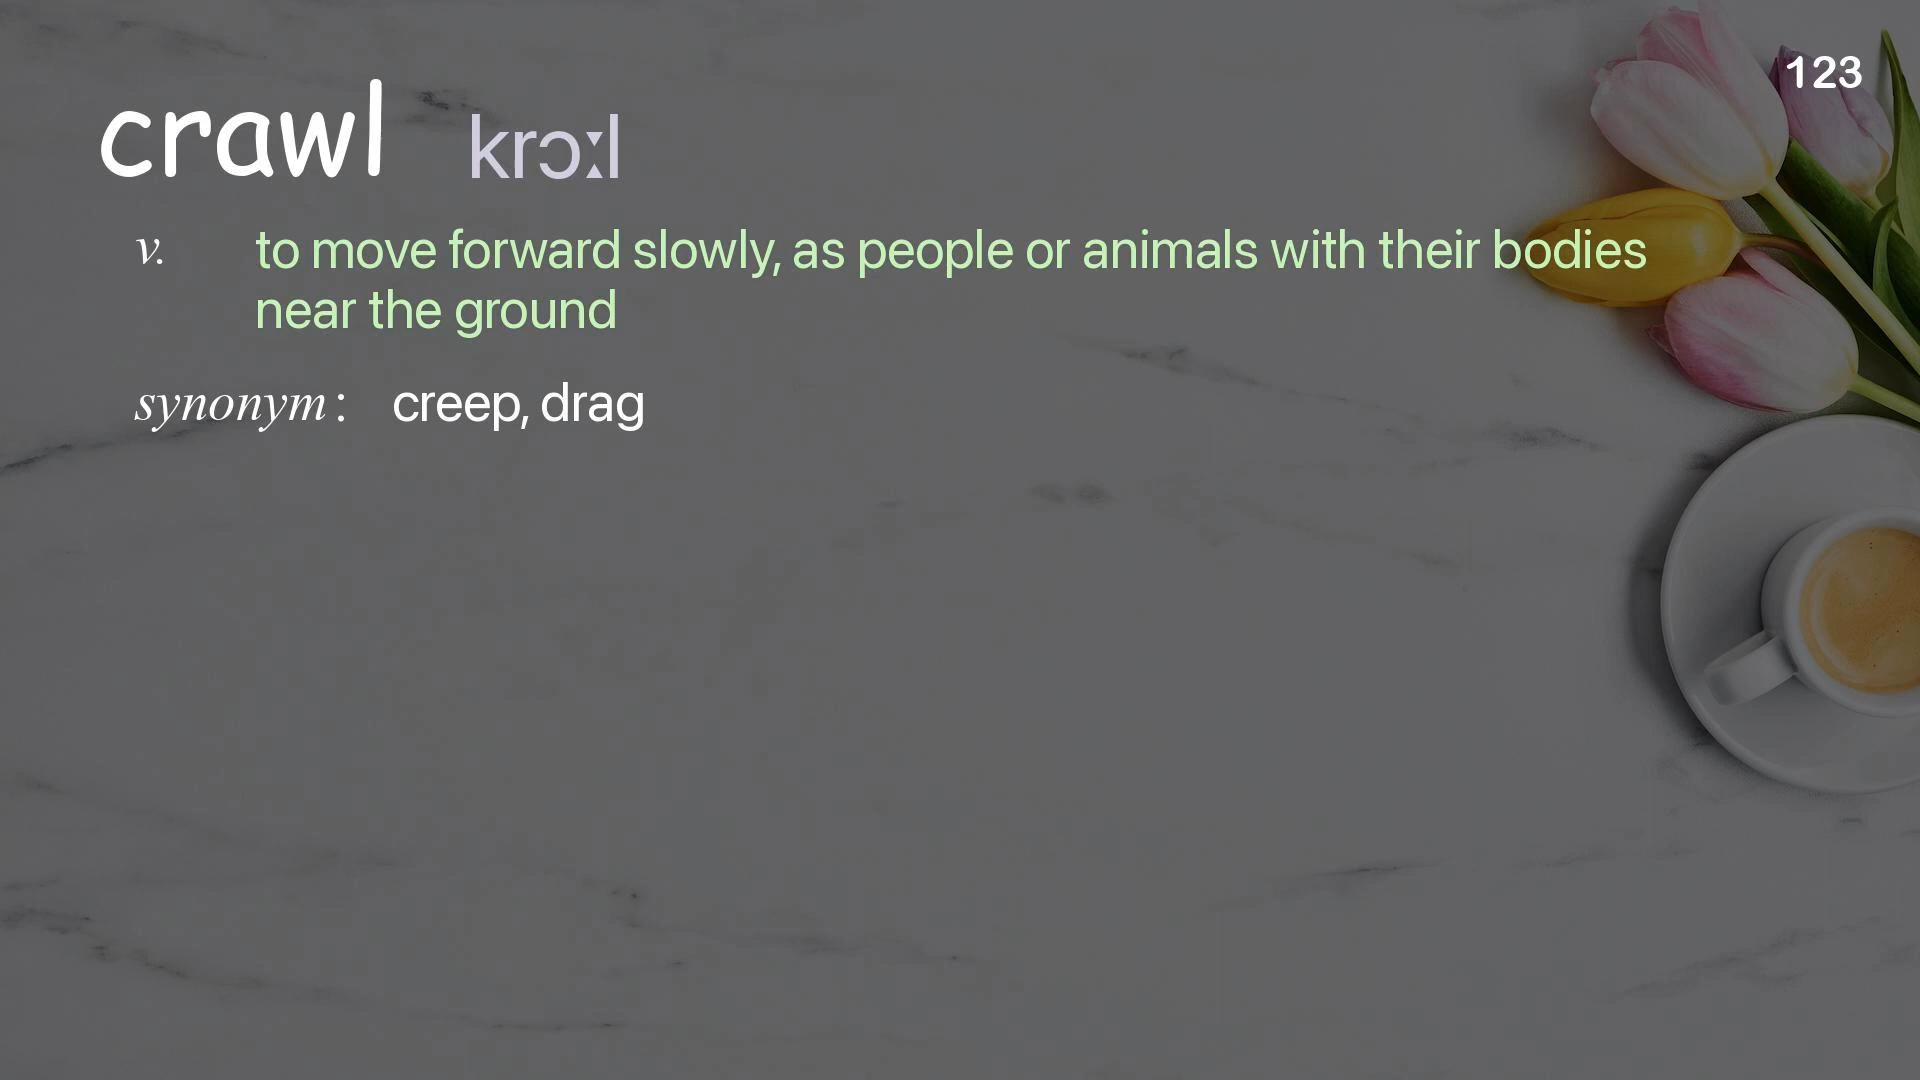 123
crawl krɔːl
v. to move forward slowly, as people or animals with their bodies
near the ground
synonym : creep, drag